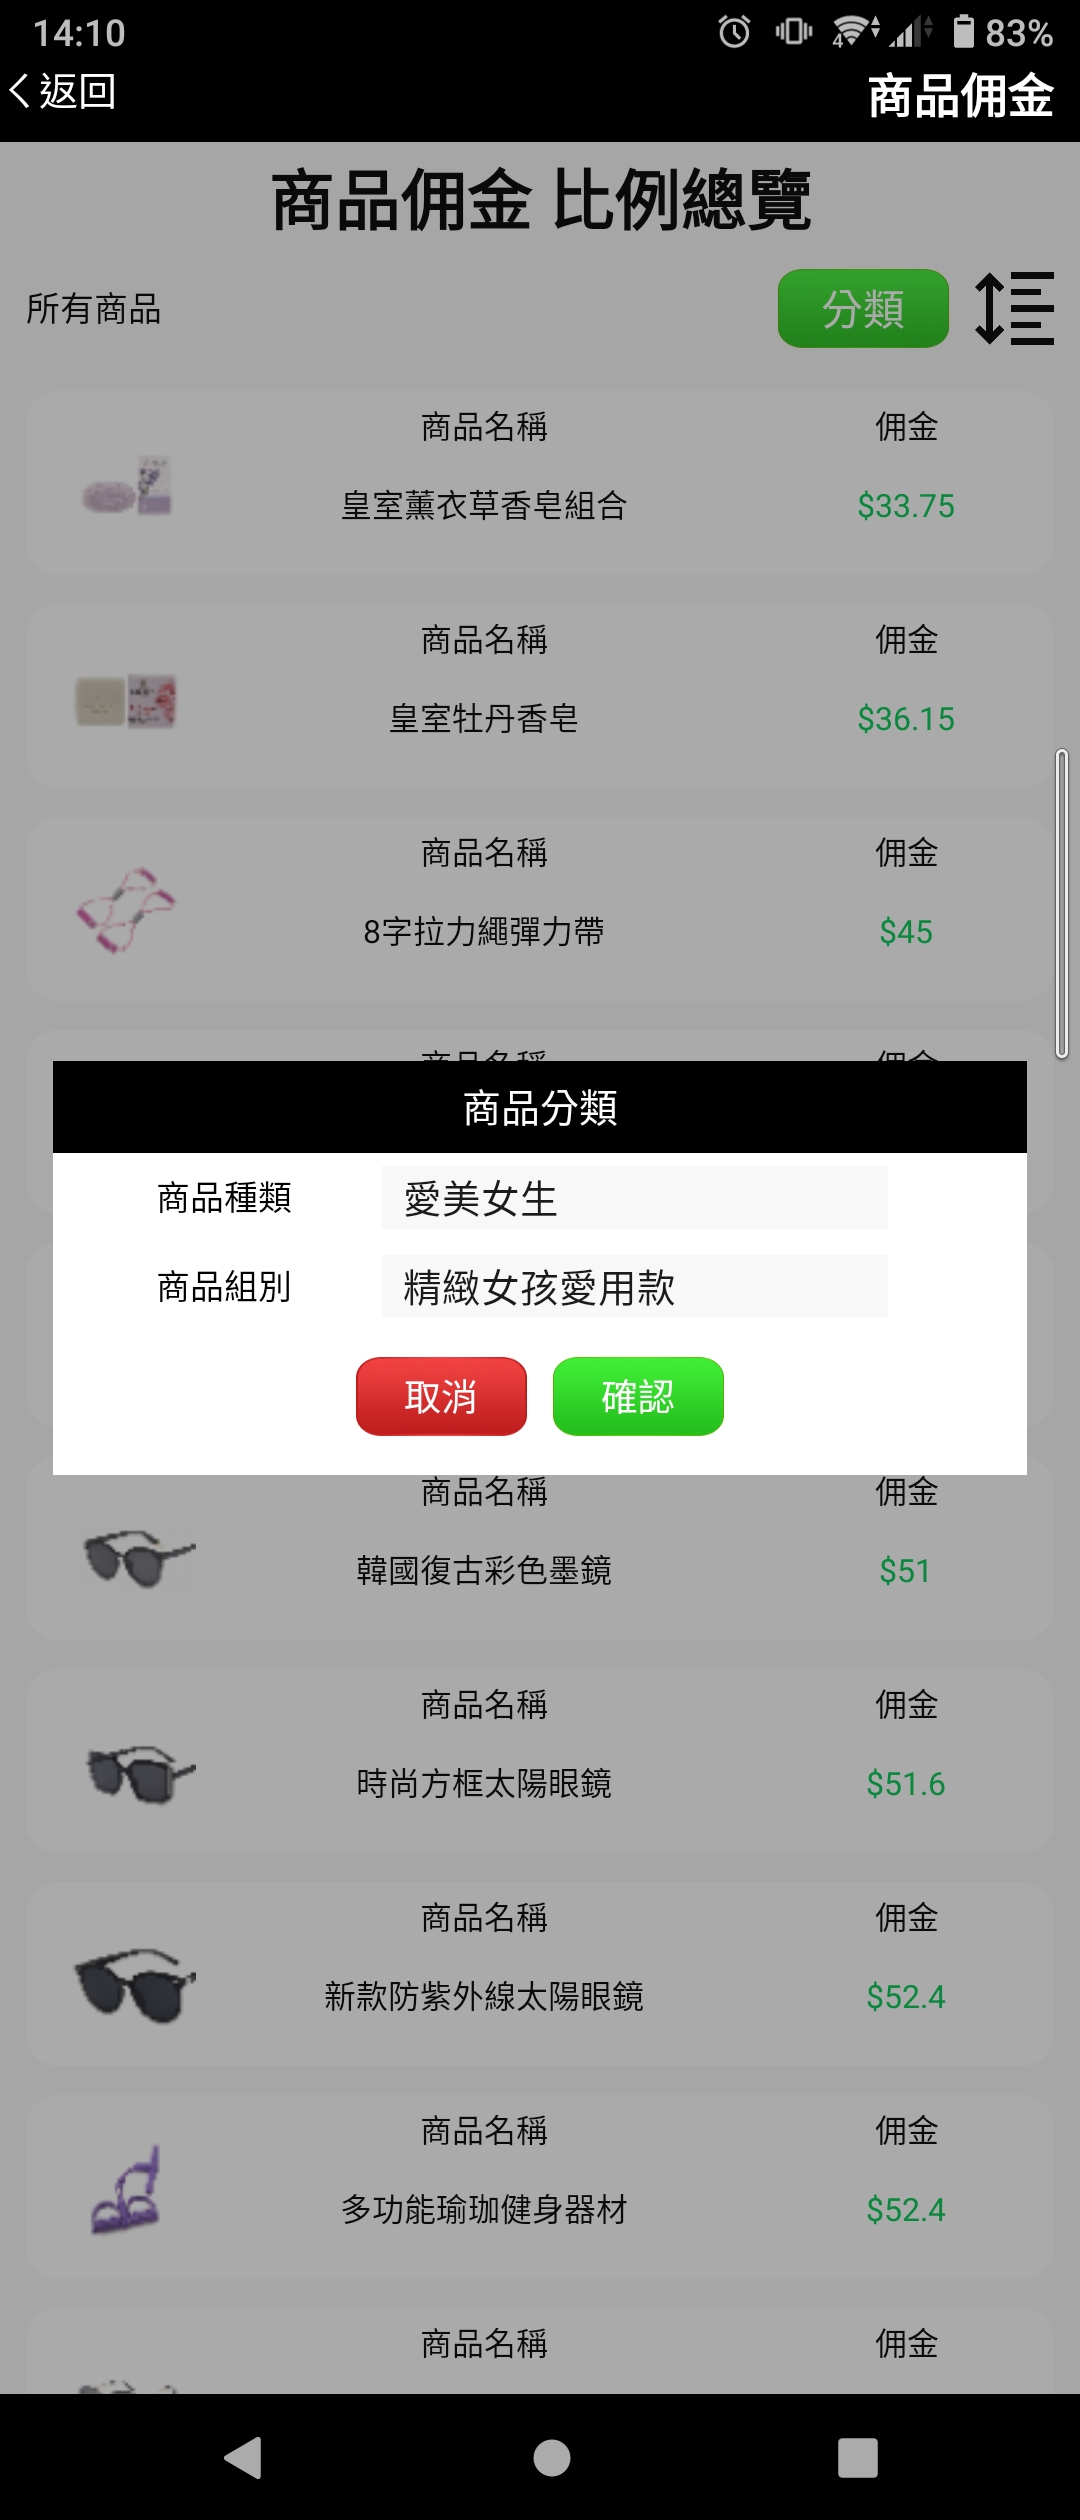 14:10
4
83%
返回
商品佣金
商品佣金 比例總覽
所有商品
分類
商品名稱 佣金
皇室薰衣草香皂組合 $33.75
商品名稱 佣金
皇室牡丹香皂 $36.15
商品名稱 佣金
8字拉力繩彈力帶 $45
商品名稱 佣金
商品分類
商品種類 愛美女生
商品組別 精緻女孩愛用款
取消 確認
商品名稱 佣金
韓國復古彩色墨鏡 $51
商品名稱 佣金
時尚方框太陽眼鏡 $51.6
商品名稱 佣金
新款防紫外線太陽眼鏡 $52.4
商品名稱 佣金
多功能瑜珈健身器材 $52.4
商品名稱 佣金